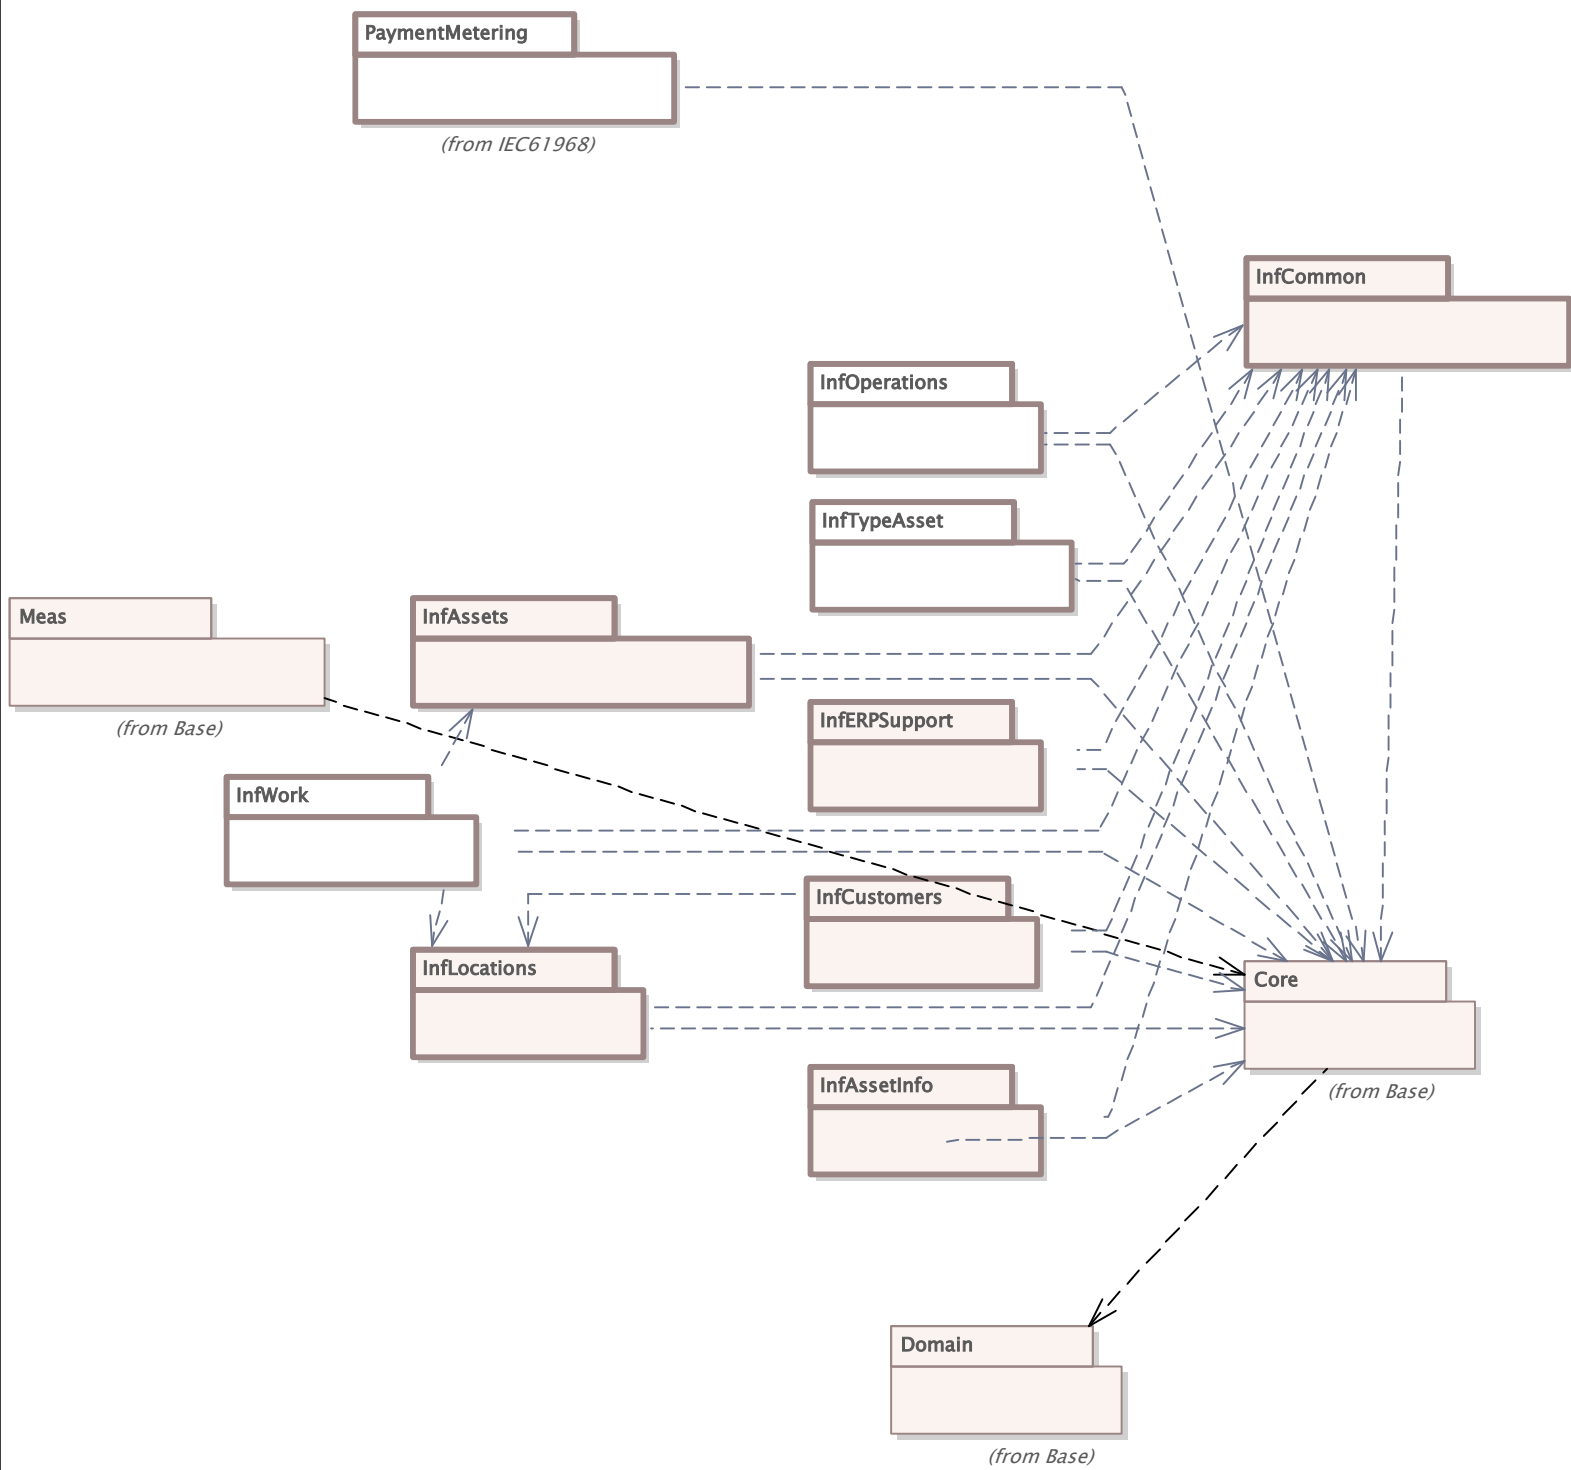 PaymentMetering
(from IEC61968)
InfCommon
InfOperations
InfTypeAsset
Meas
(from Base)
InfAssets
InfERPSupport
InfWork
InfCustomers
InfLocations
Core
(from Base)
InfAssetInfo
Domain
(from Base)